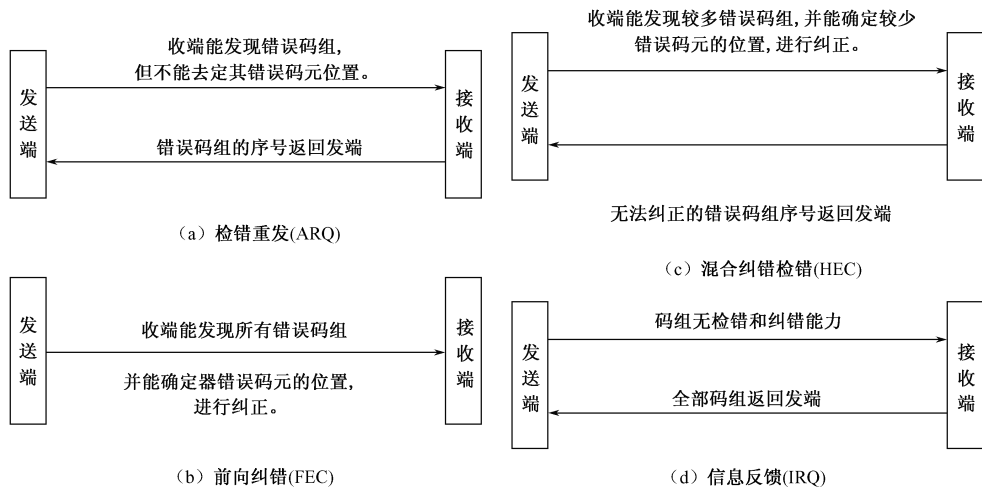 收端能发现错误码组，
但不能去定其错误码元位置。
发送端
接收端
错误码组的序号返回发端
（a）检错重发(ARQ)
收端能发现所有错误码组
发送端
接收端
并能确定器错误码元的位置，
进行纠正。
（b）前向纠错(FEC)
收端能发现较多错误码组，并能确定较少
错误码元的位置，进行纠正。
发送端
接收端
无法纠正的错误码组序号返回发端
（c）混合纠错检错(HEC)
码组无检错和纠错能力
发送端
接收端
全部码组返回发端
（d）信息反馈(IRQ)